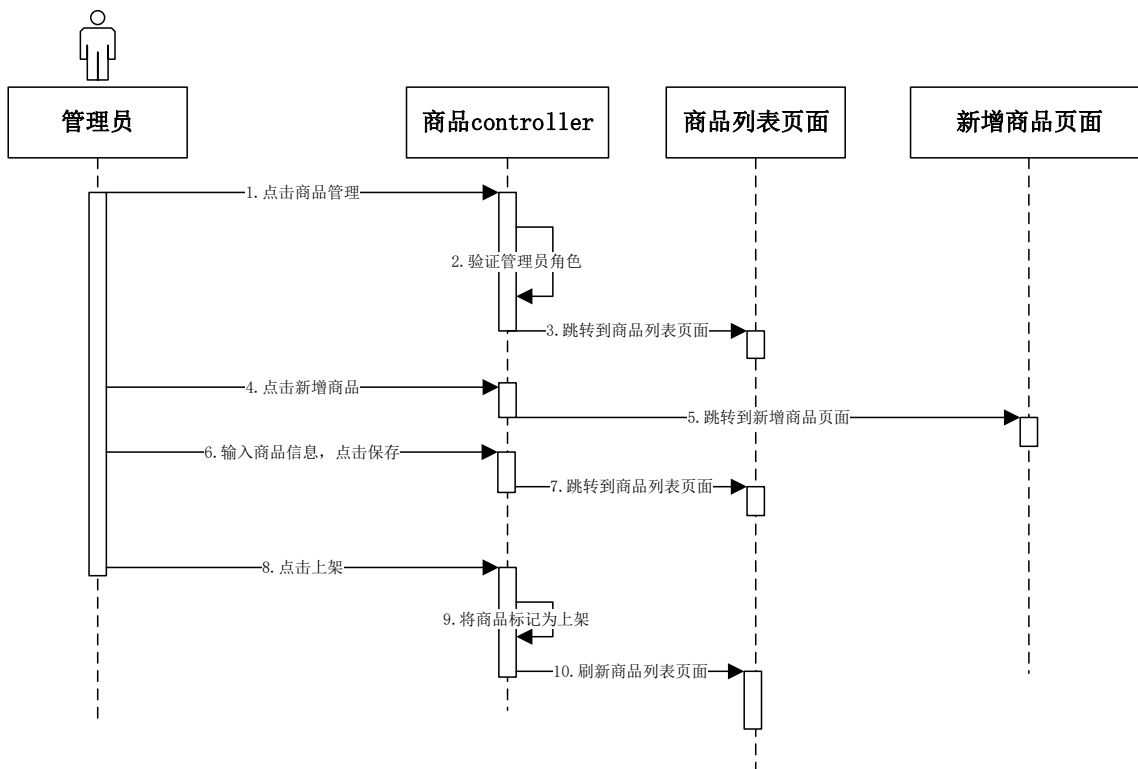 管理员
商品controller
商品列表页面
新增商品页面
1.点击商品管理
2.验证管理员角色
3.跳转到商品列表页面
4.点击新增商品
5.跳转到新增商品页面
6.输入商品信息，点击保存
7.跳转到商品列表页面
8.点击上架
9.将商品标记为上架
10.刷新商品列表页面